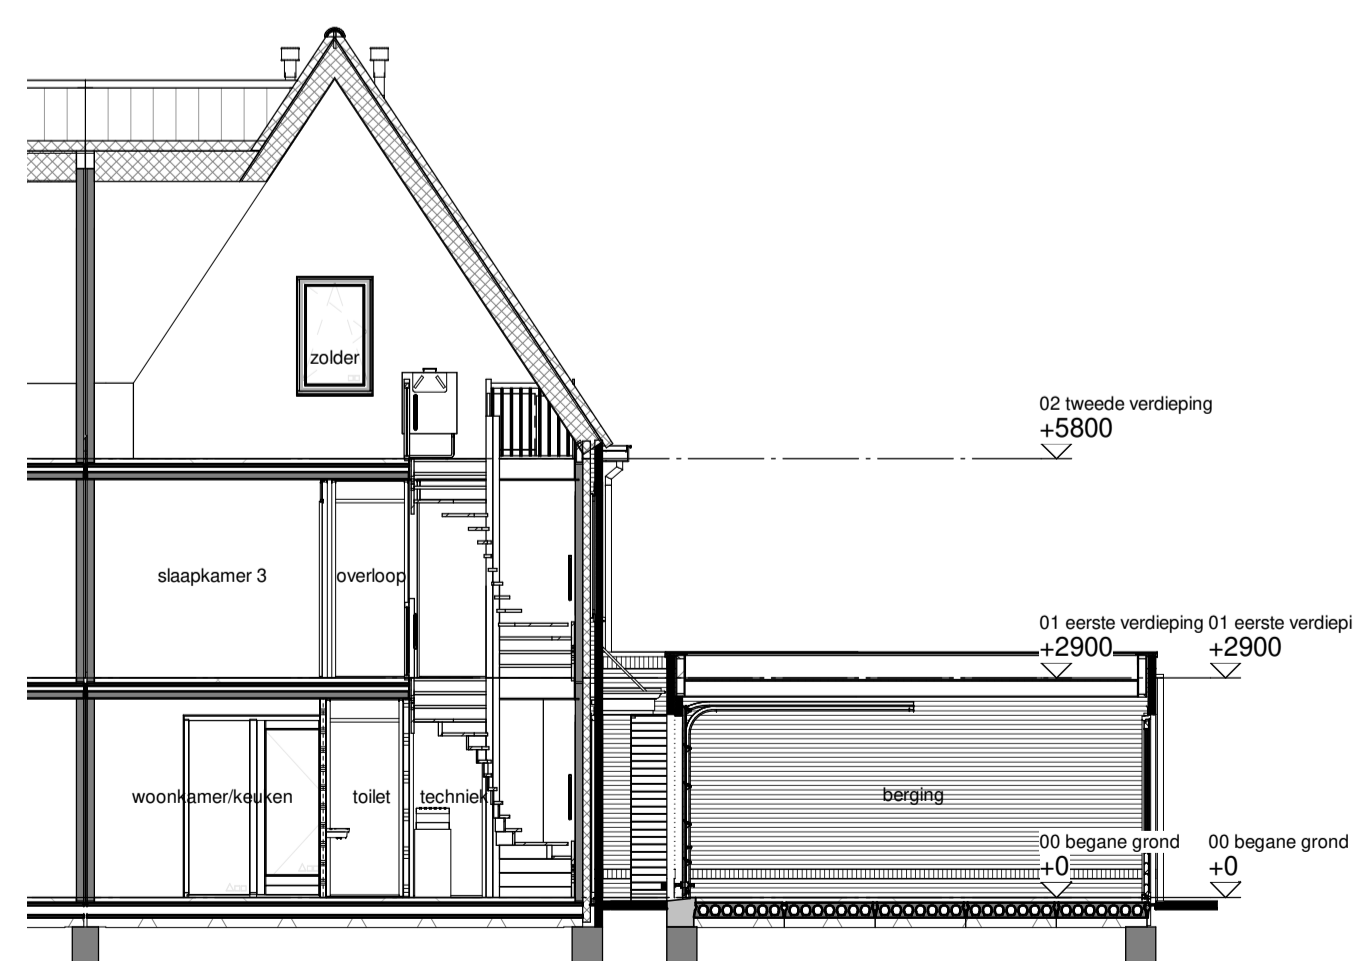 zolder
02 tweede verdieping
+5800
slaapkamer 3
overloop
01 eerste verdieping
+2900
01 eerste verdiepi
+2900
woonkamer/keuken
toilet
techniek
berging
00 begane grond
+0
00 begane grond
+0